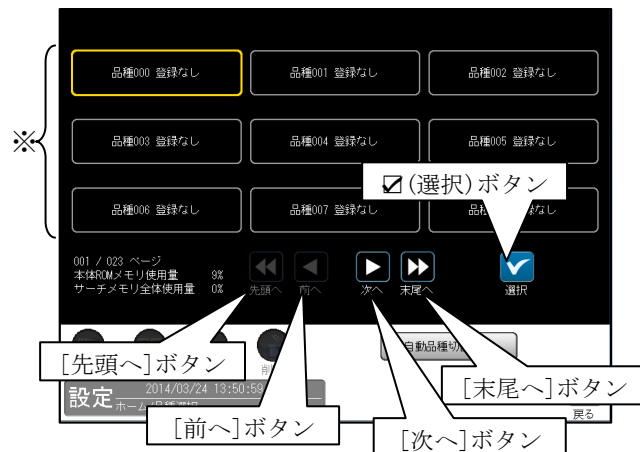 品種000 登録なし
品種001 登録なし
品種002 登録なし
※
品種003 登録なし
品種004 登録なし
品種005 登録なし
☑(選択)ボタン
品種006 登録なし
品種007 登録なし
001 / 023 ページ
本体ROMメモリ使用量 9%
サーチメモリ全体使用量 0%
先頭へ
前へ
次へ
末尾へ
選択
自動品種切
[先頭へ]ボタン
[末尾へ]ボタン
設定
2014/03/24 13:50:59
戻る
[前へ]ボタン
[次へ]ボタン